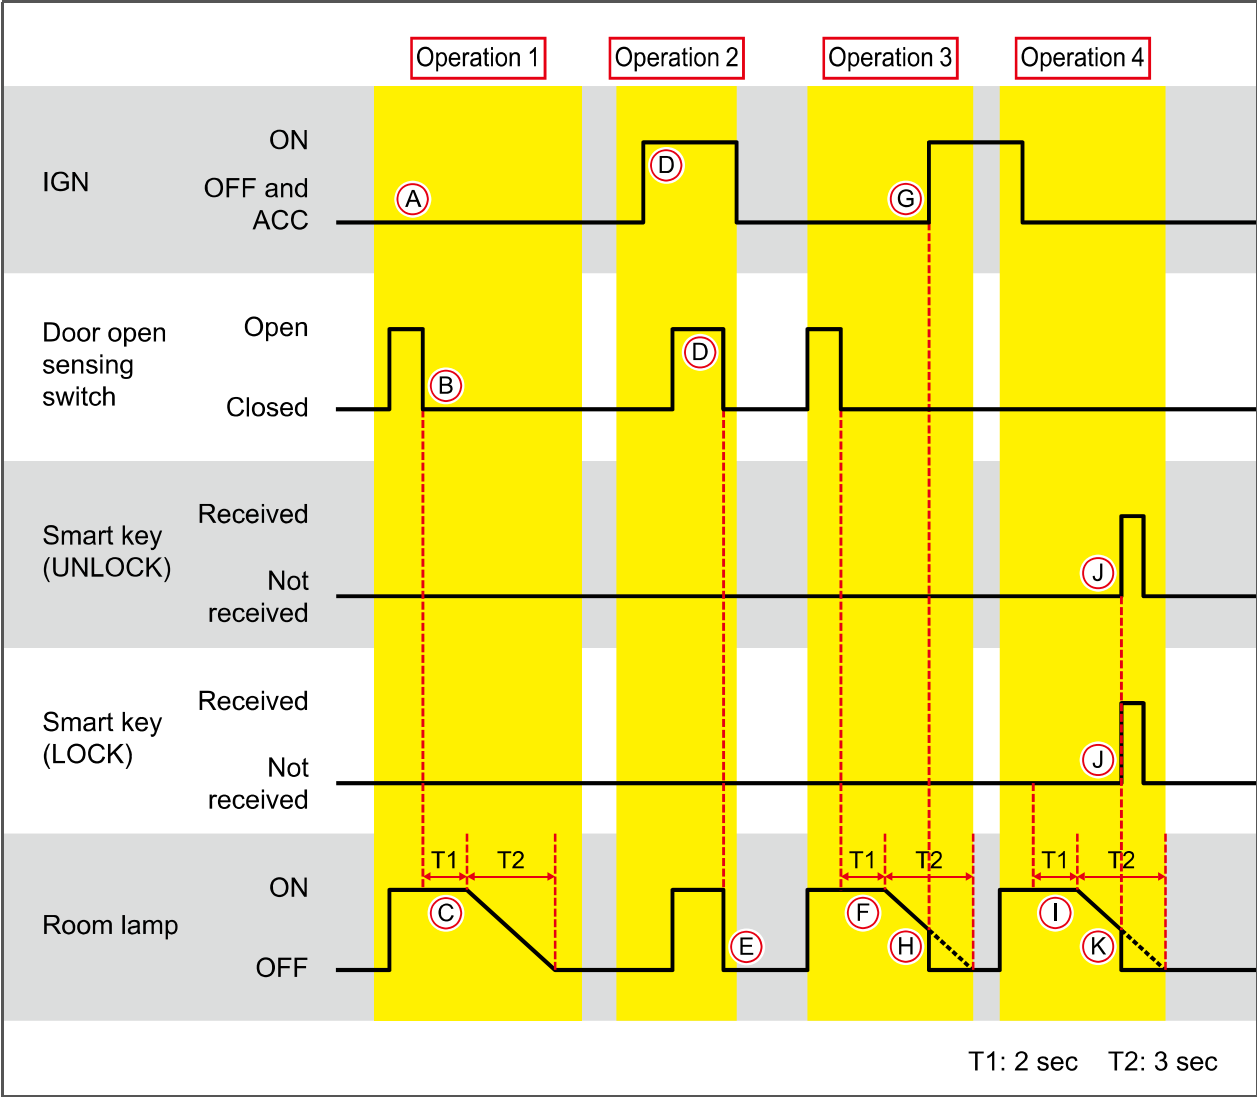 Operation 1
Operation 2
Operation 3
Operation 4
IGN
ON
OFF and
ACC
A
D
G
Door open
sensing
switch
Open
Closed
B
D
Smart key
(UNLOCK)
Received
Not
received
J
Smart key
(LOCK)
Received
Not
received
J
Room lamp
ON
OFF
T1
T2
T1
T2
T1
T2
C
F
I
E
H
K
T1: 2 sec
T2: 3 sec